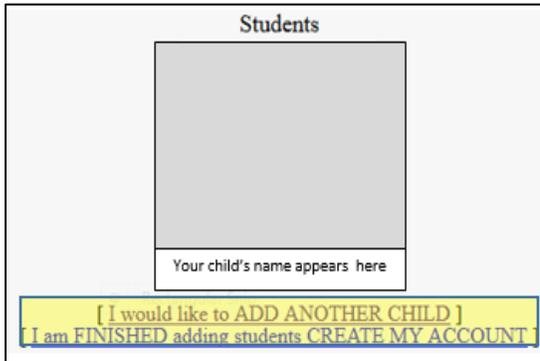 Students
Your child's name appears here
[ I would like to ADD ANOTHER CHILD ]
[ I am FINISHED adding students CREATE MY ACCOUNT ]